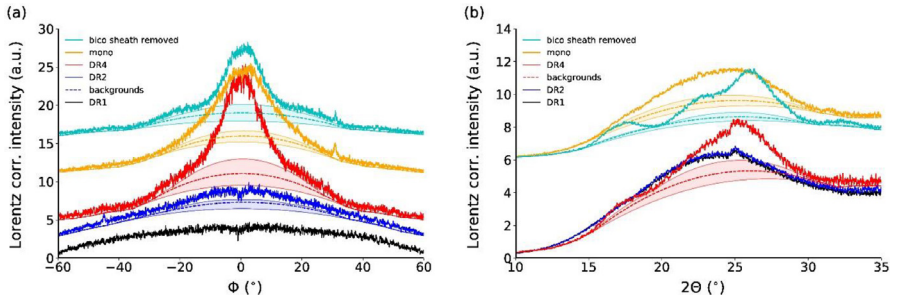 (a)
30
25
20
15
10
5
0
Lorentz corr. intensity (a.u.)
bico sheath removed
mono
DR4
DR2
backgrounds
DR1
−60 −40 −20 0 20 40 60
Φ (°)
(b)
14
12
10
8
6
4
2
0
Lorentz corr. intensity (a.u.)
bico sheath removed
mono
DR4
backgrounds
DR2
DR1
10 15 20 25 30 35
2Θ (°)